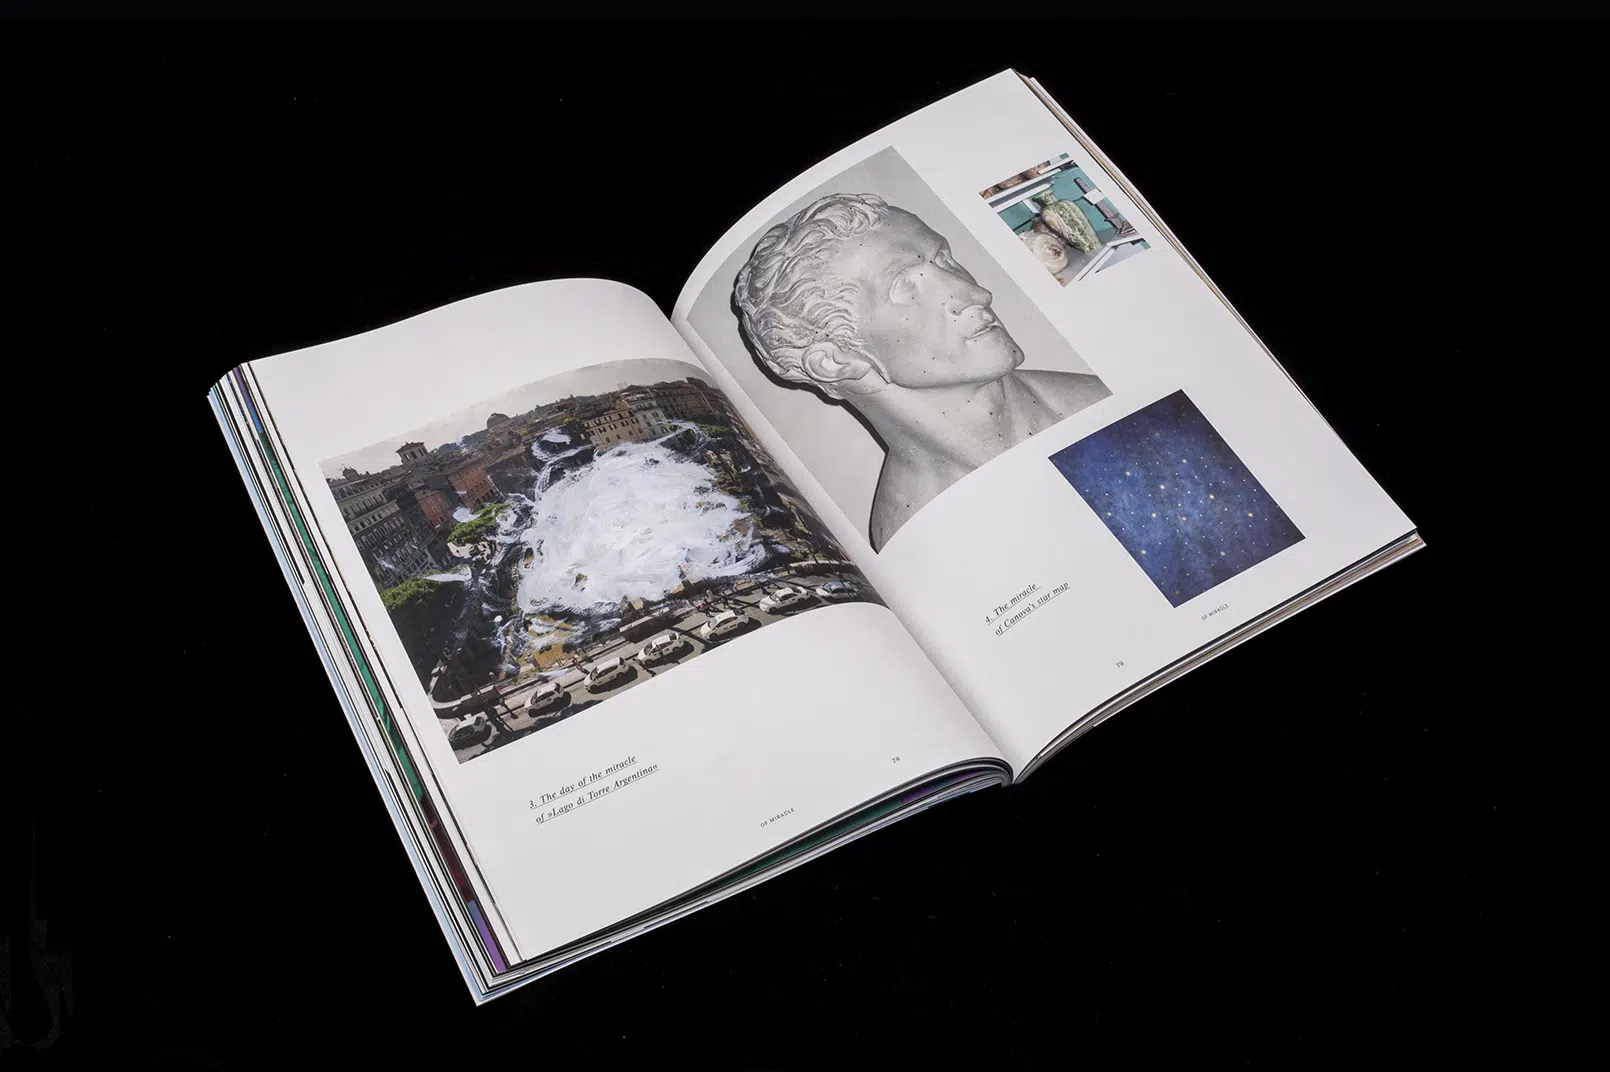 3. The day of the miracle
of »Lago di Torre Argentina«
78
OF MIRACLE
4. The miracle
of Canova's star map
79
OF MIRACLE